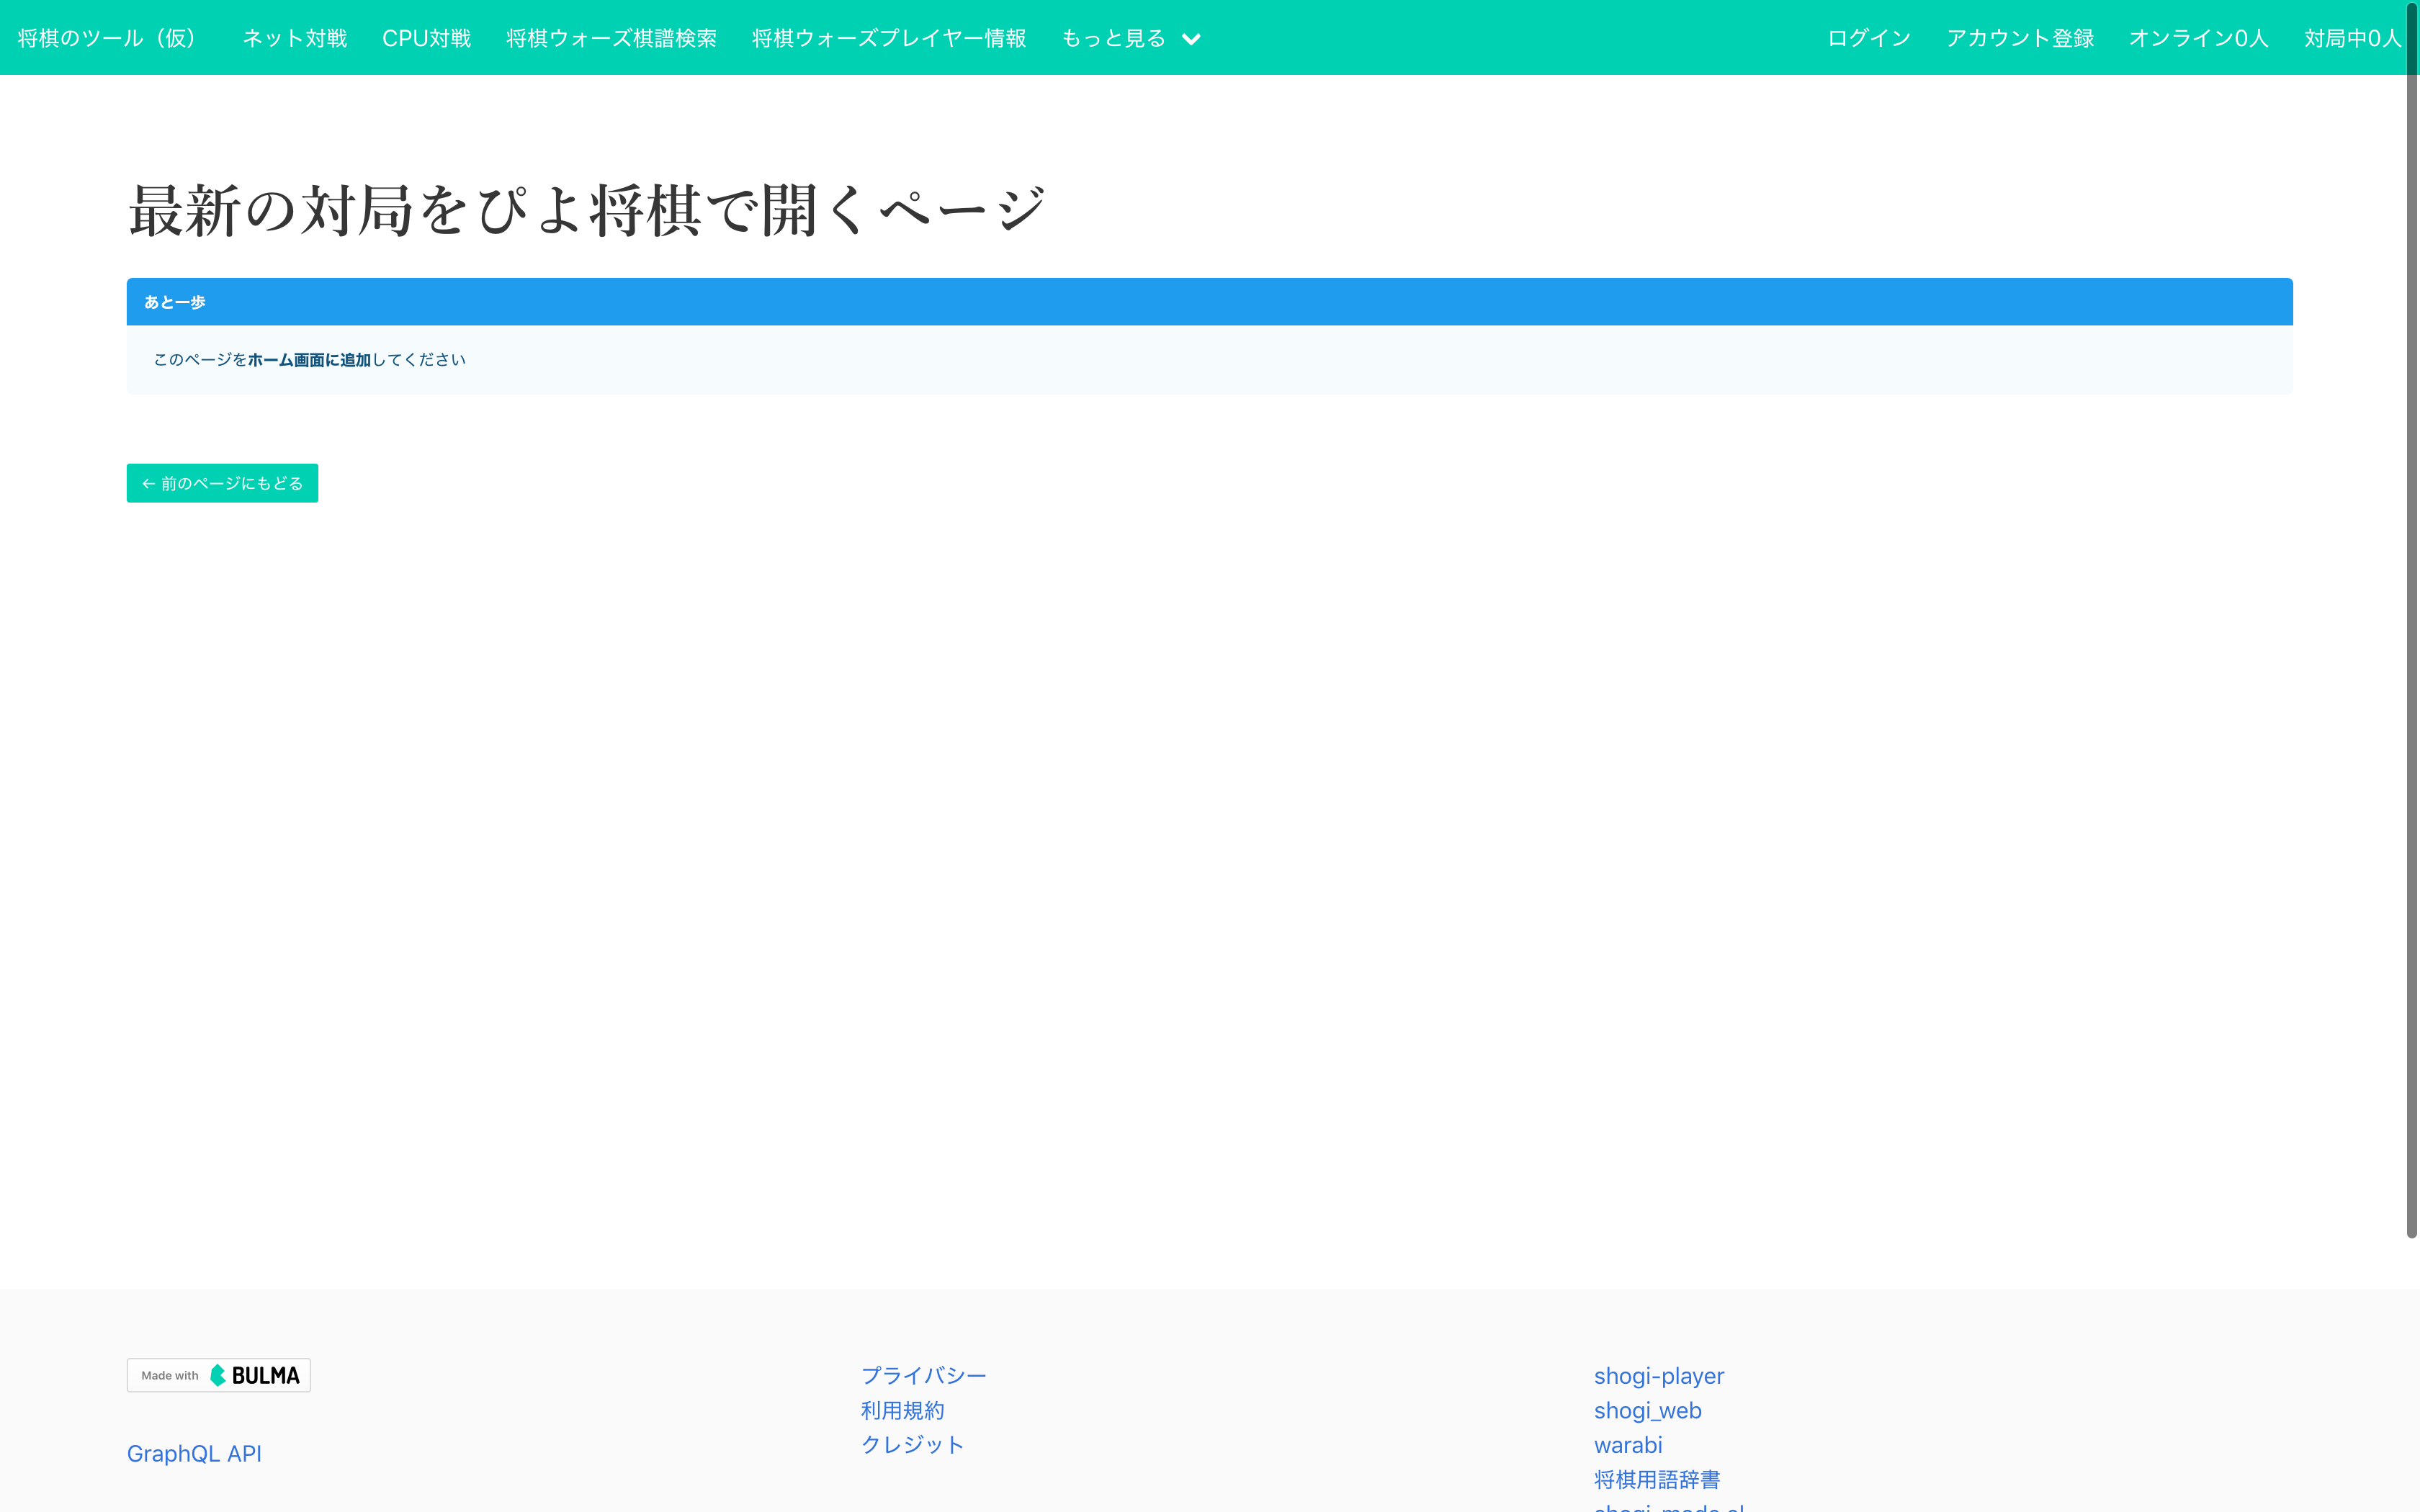 将棋のツール（仮） ネット対戦 CPU対戦 将棋ウォーズ棋譜検索 将棋ウォーズプレイヤー情報 もっと見る ログイン アカウント登録 オンライン0人 対局中0人
最新の対局をぴよ将棋で開くページ
あと一歩
このページをホーム画面に追加してください
← 前のページにもどる
Made with BULMA
GraphQL API
プライバシー
利用規約
クレジット
shogi-player
shogi_web
warabi
将棋用語辞書